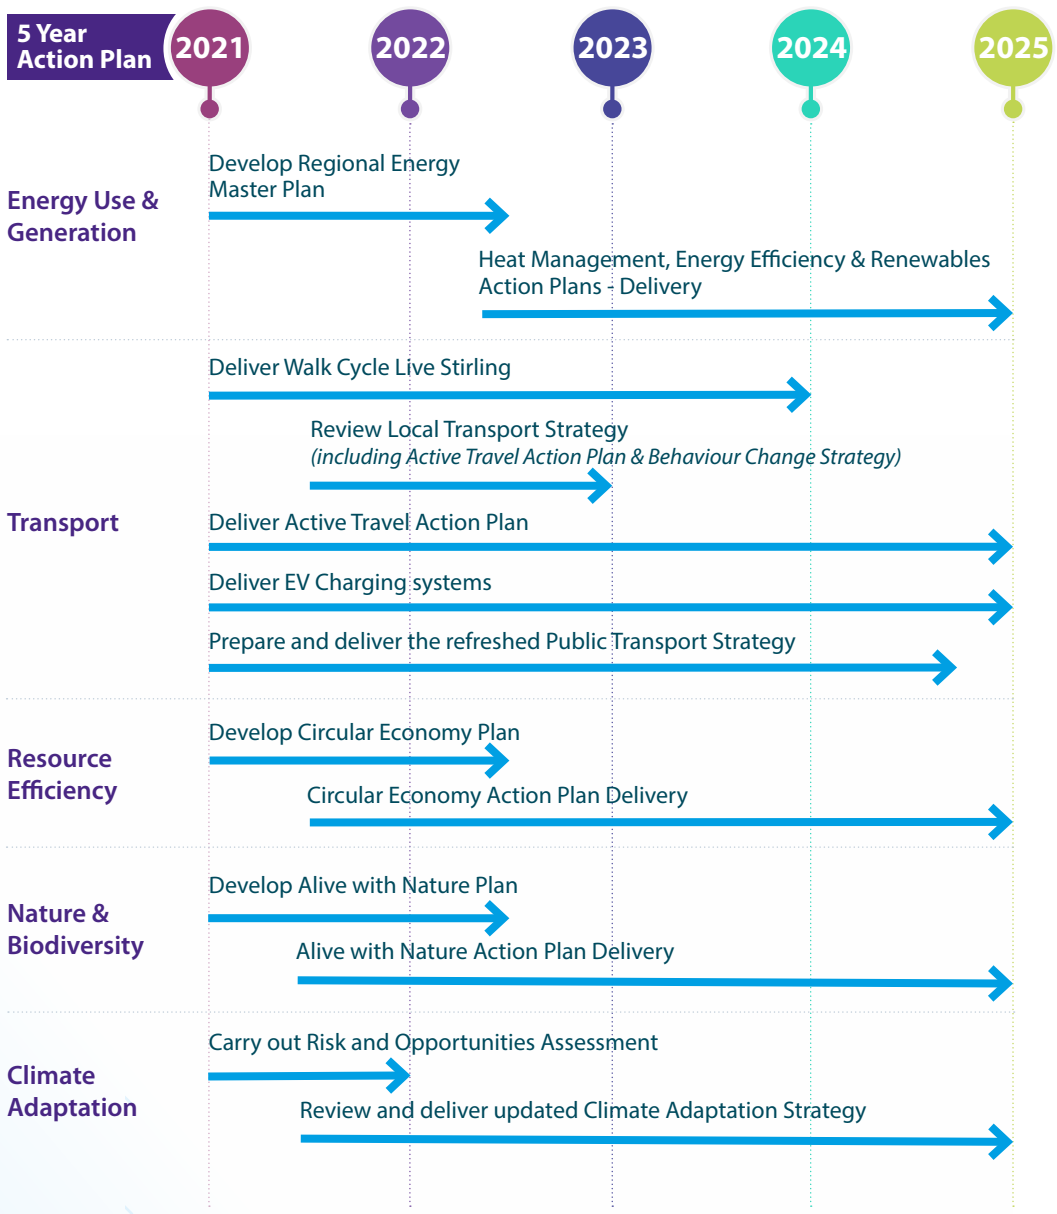 5 Year
Action Plan
2021
2022
2023
2024
2025
Energy Use &
Generation
Develop Regional Energy
Master Plan
Heat Management, Energy Efficiency & Renewables
Action Plans - Delivery
Transport
Deliver Walk Cycle Live Stirling
Review Local Transport Strategy
(including Active Travel Action Plan & Behaviour Change Strategy)
Deliver Active Travel Action Plan
Deliver EV Charging systems
Prepare and deliver the refreshed Public Transport Strategy
Resource
Efficiency
Develop Circular Economy Plan
Circular Economy Action Plan Delivery
Nature &
Biodiversity
Develop Alive with Nature Plan
Alive with Nature Action Plan Delivery
Climate
Adaptation
Carry out Risk and Opportunities Assessment
Review and deliver updated Climate Adaptation Strategy